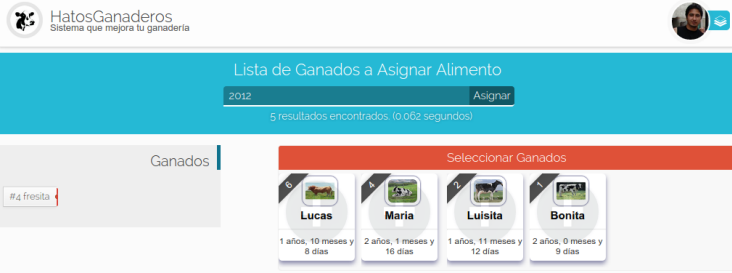 HatosGanaderos
Sistema que mejora tu ganadería
Lista de Ganados a Asignar Alimento
2012 Asignar
5 resultados encontrados. (0.062 segundos)
Ganados
#4 fresita
Seleccionar Ganados
6
Lucas
1 años, 10 meses y
8 días
4
Maria
2 años, 1 meses y
16 días
2
Luisita
1 años, 11 meses y
12 días
1
Bonita
2 años, 0 meses y
9 días